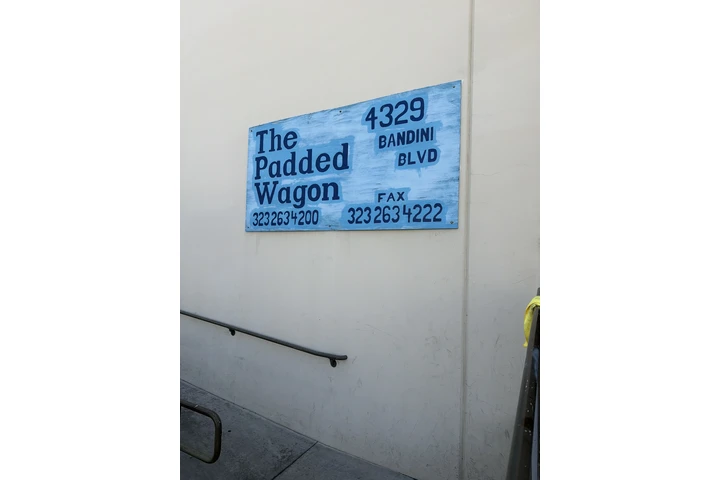 The
Padded
Wagon
3232634200
4329
BANDINI
BLVD
FAX
3232634222